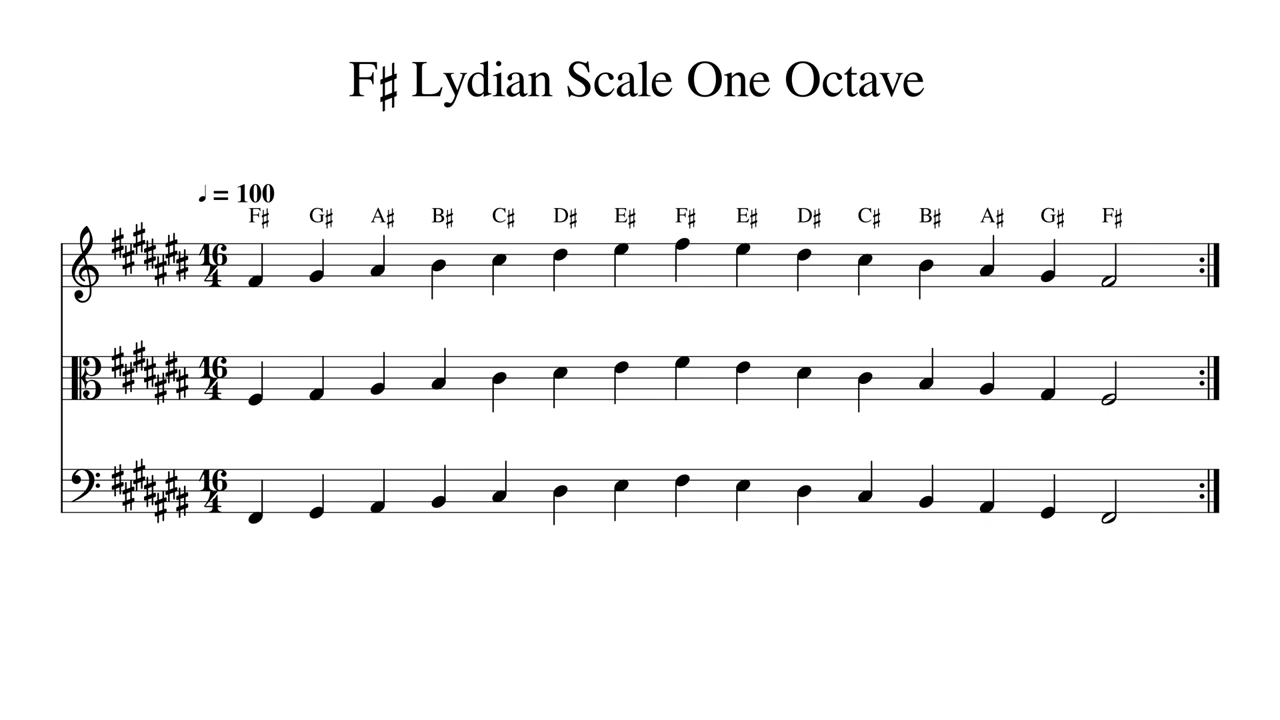 F♯ Lydian Scale One Octave
♩ = 100
F♯ G♯ A♯ B♯ C♯ D♯ E♯ F♯ E♯ D♯ C♯ B♯ A♯ G♯ F♯
16
4
16
4
16
4